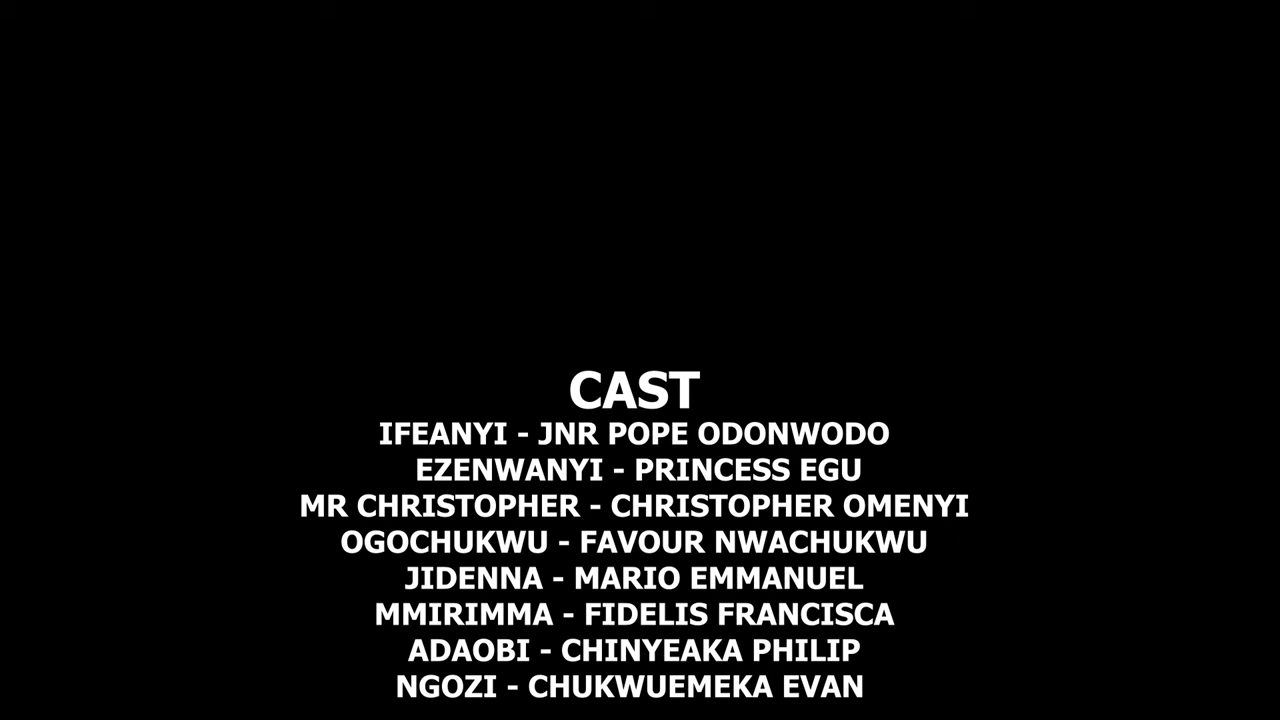 CAST
IFEANYI - JNR POPE ODONWODO
EZENWANYI - PRINCESS EGU
MR CHRISTOPHER - CHRISTOPHER OMENYI
OGOCHUKWU - FAVOUR NWACHUKWU
JIDENNA - MARIO EMMANUEL
MMIRIMMA - FIDELIS FRANCISCA
ADAOBI - CHINYEAKA PHILIP
NGOZI - CHUKWUEMEKA EVAN